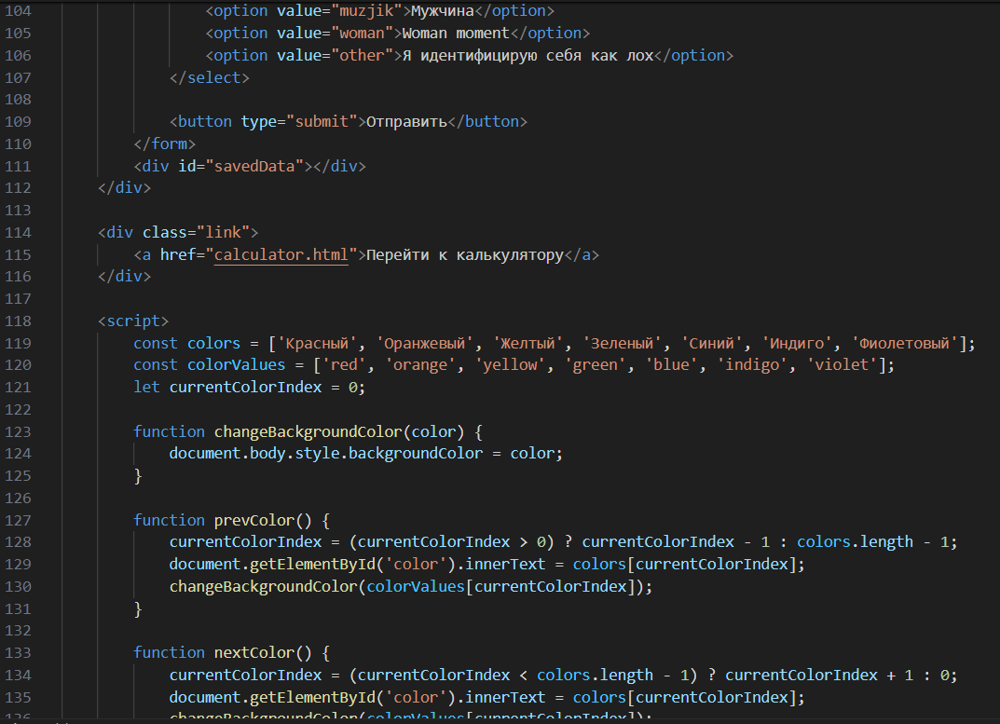 104 <option value="muzjik">Мужчина</option>
105 <option value="woman">Woman moment</option>
106 <option value="other">Я идентифицирую себя как лох</option>
107 </select>
108
109 <button type="submit">Отправить</button>
110 </form>
111 <div id="savedData"></div>
112 </div>
113
114 <div class="link">
115 <a href="calculator.html">Перейти к калькулятору</a>
116 </div>
117
118 <script>
119 const colors = ['Красный', 'Оранжевый', 'Желтый', 'Зеленый', 'Синий', 'Индиго', 'Фиолетовый'];
120 const colorValues = ['red', 'orange', 'yellow', 'green', 'blue', 'indigo', 'violet'];
121 let currentColorIndex = 0;
122
123 function changeBackgroundColor(color) {
124 document.body.style.backgroundColor = color;
125 }
126
127 function prevColor() {
128 currentColorIndex = (currentColorIndex > 0) ? currentColorIndex - 1 : colors.length - 1;
129 document.getElementById('color').innerText = colors[currentColorIndex];
130 changeBackgroundColor(colorValues[currentColorIndex]);
131 }
132
133 function nextColor() {
134 currentColorIndex = (currentColorIndex < colors.length - 1) ? currentColorIndex + 1 : 0;
135 document.getElementById('color').innerText = colors[currentColorIndex];
136 changeBackgroundColor(colorValues[currentColorIndex]);